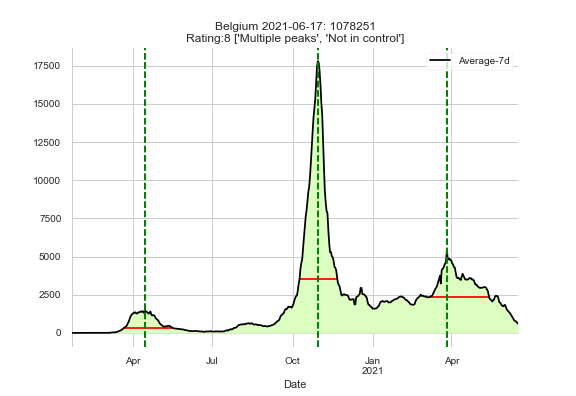 Belgium 2021-06-17: 1078251
Rating:8 ['Multiple peaks', 'Not in control']
Average-7d
17500
15000
12500
10000
7500
5000
2500
0
Apr Jul Oct Jan Apr
2021
Date